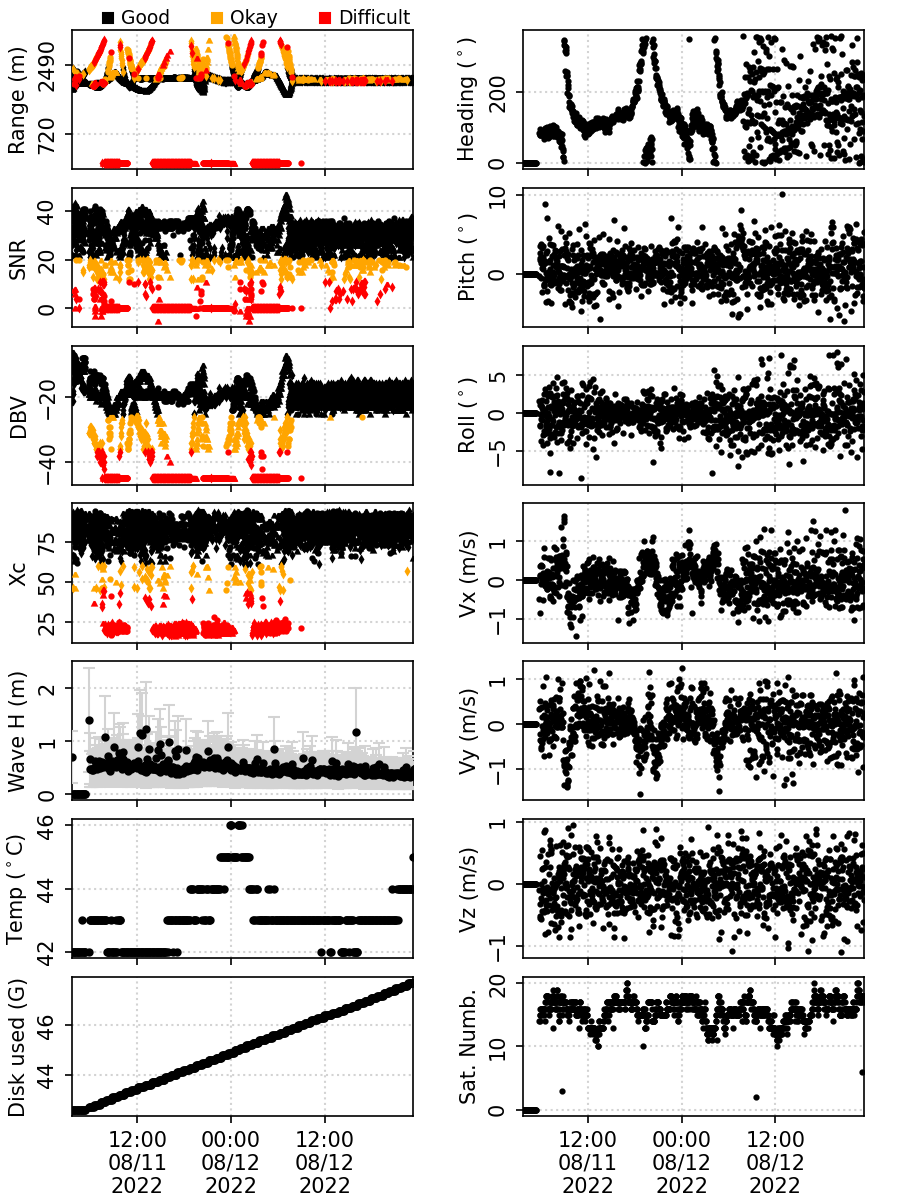 Good Okay Difficult
Range (m)
2490
720
Heading (°)
200
0
SNR
40
20
0
Pitch (°)
10
0
DBV
−20
−40
Roll (°)
5
0
−5
Xc
75
50
25
Vx (m/s)
1
0
−1
Wave H (m)
2
1
0
Vy (m/s)
1
0
−1
Temp (°C)
46
44
42
Vz (m/s)
1
0
−1
Disk used (G)
46
44
Sat. Numb.
20
10
0
12:00 00:00 12:00
08/11 08/12 08/12
2022 2022 2022
12:00 00:00 12:00
08/11 08/12 08/12
2022 2022 2022